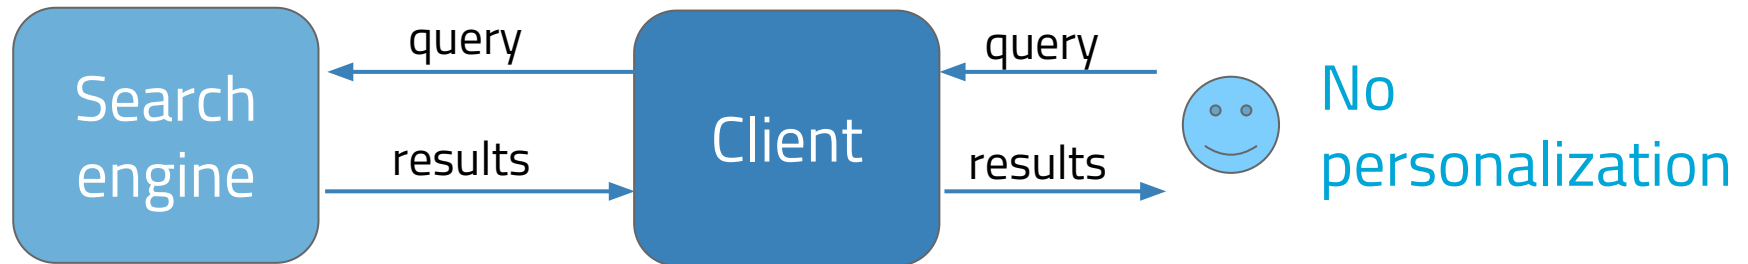 query
query
Search
engine
Client
No
personalization
results
results